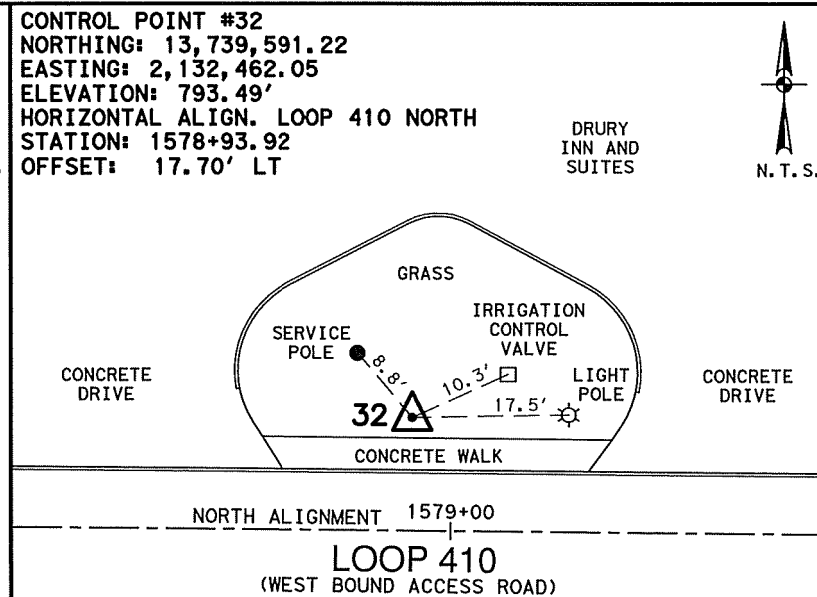 CONTROL POINT #32
NORTHING: 13,739,591.22
EASTING: 2,132,462.05
ELEVATION: 793.49'
HORIZONTAL ALIGN. LOOP 410 NORTH
STATION: 1578+93.92
OFFSET: 17.70' LT
DRURY
INN AND
SUITES
N.T.S.
GRASS
SERVICE
POLE
IRRIGATION
CONTROL
VALVE
8.8'
10.3'
17.5'
LIGHT
POLE
CONCRETE
DRIVE
CONCRETE
DRIVE
32
CONCRETE WALK
NORTH ALIGNMENT 1579+00
LOOP 410
(WEST BOUND ACCESS ROAD)